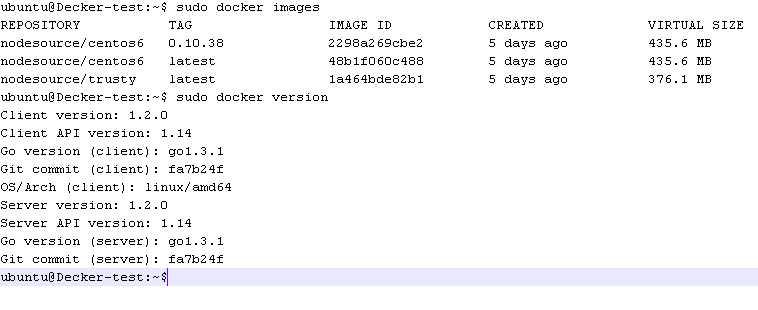 ubuntu@Decker-test:~$ sudo docker images
REPOSITORY TAG IMAGE ID CREATED VIRTUAL SIZE
nodesource/centos6 0.10.38 2298a269cbe2 5 days ago 435.6 MB
nodesource/centos6 latest 48b1f060c488 5 days ago 435.6 MB
nodesource/trusty latest 1a464bde82b1 5 days ago 376.1 MB
ubuntu@Decker-test:~$ sudo docker version
Client version: 1.2.0
Client API version: 1.14
Go version (client): go1.3.1
Git commit (client): fa7b24f
OS/Arch (client): linux/amd64
Server version: 1.2.0
Server API version: 1.14
Go version (server): go1.3.1
Git commit (server): fa7b24f
ubuntu@Decker-test:~$